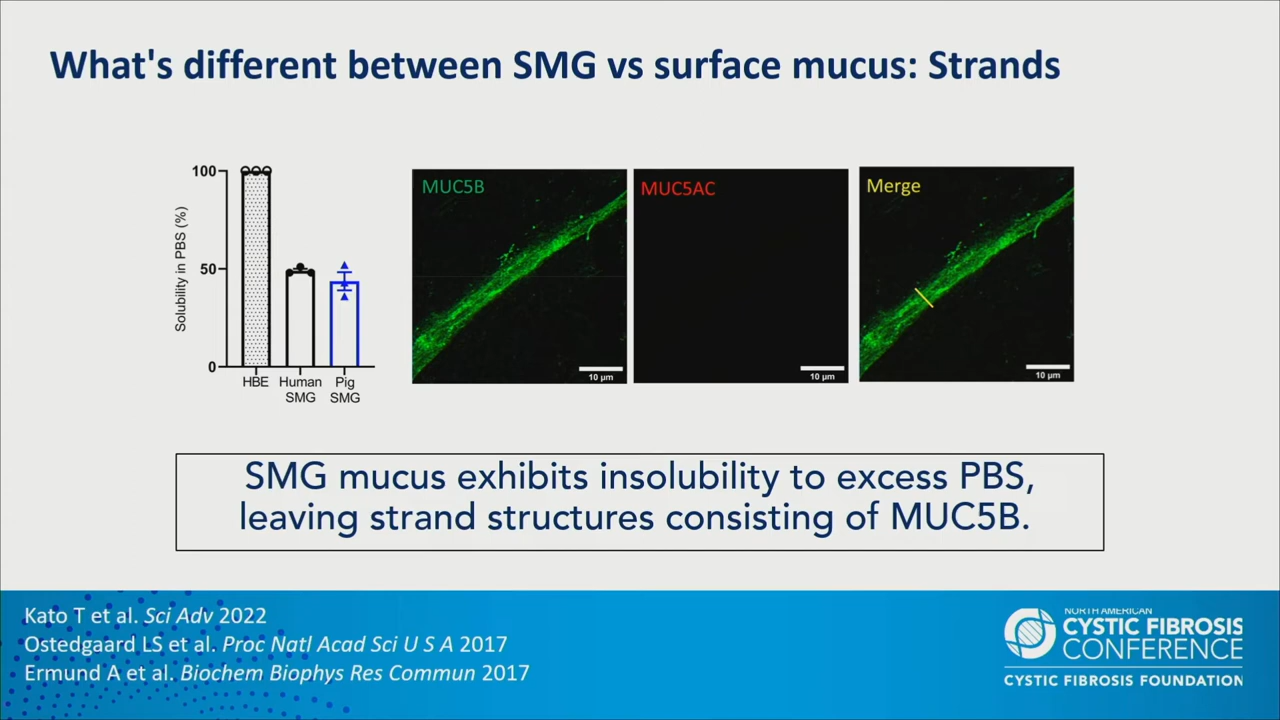 What's different between SMG vs surface mucus: Strands
Solubility in PBS (%)
100
50
0
HBE
Human SMG
Pig SMG
MUC5B
10 μm
MUC5AC
10 μm
Merge
10 μm
SMG mucus exhibits insolubility to excess PBS,
leaving strand structures consisting of MUC5B.
Kato T et al. Sci Adv 2022
Ostedgaard LS et al. Proc Natl Acad Sci U S A 2017
Ermund A et al. Biochem Biophys Res Commun 2017
NORTH AMERICAN
CYSTIC FIBROSIS
CONFERENCE
CYSTIC FIBROSIS FOUNDATION